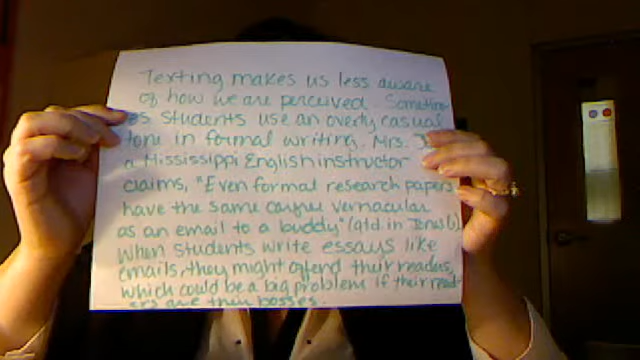 Texting makes us less aware
of how we are perceived. Sometim
es students use an overly casual
tone in formal writing. Mrs.
a Mississippi English instructor
claims, "Even formal research papers
have the same vernacular
as an email to a buddy" (qtd in Jones 6).
When students write essays like
emails, they might offend their readers,
which could be a big problem if their read-
ers are their bosses.